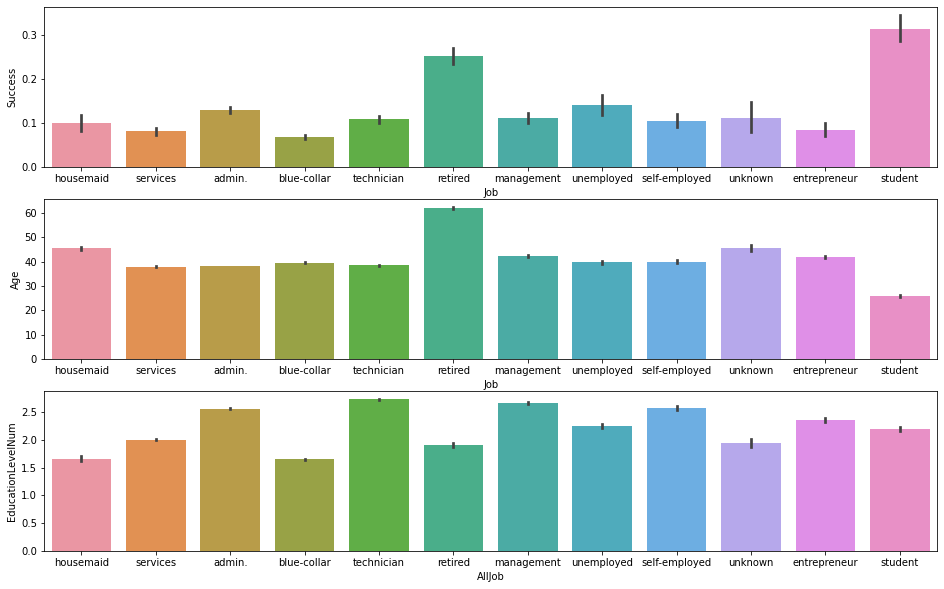 Success
0.3
0.2
0.1
0.0
housemaid services admin. blue-collar technician retired management unemployed self-employed unknown entrepreneur student
Job
Age
60
50
40
30
20
10
0
housemaid services admin. blue-collar technician retired management unemployed self-employed unknown entrepreneur student
Job
EducationLevelNum
2.5
2.0
1.5
1.0
0.5
0.0
housemaid services admin. blue-collar technician retired management unemployed self-employed unknown entrepreneur student
AllJob